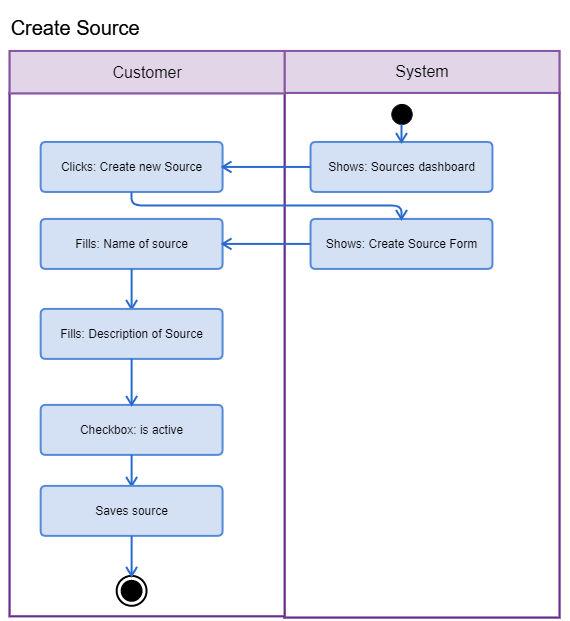 Create Source
Customer
System
Clicks: Create new Source
Shows: Sources dashboard
Fills: Name of source
Shows: Create Source Form
Fills: Description of Source
Checkbox: is active
Saves source